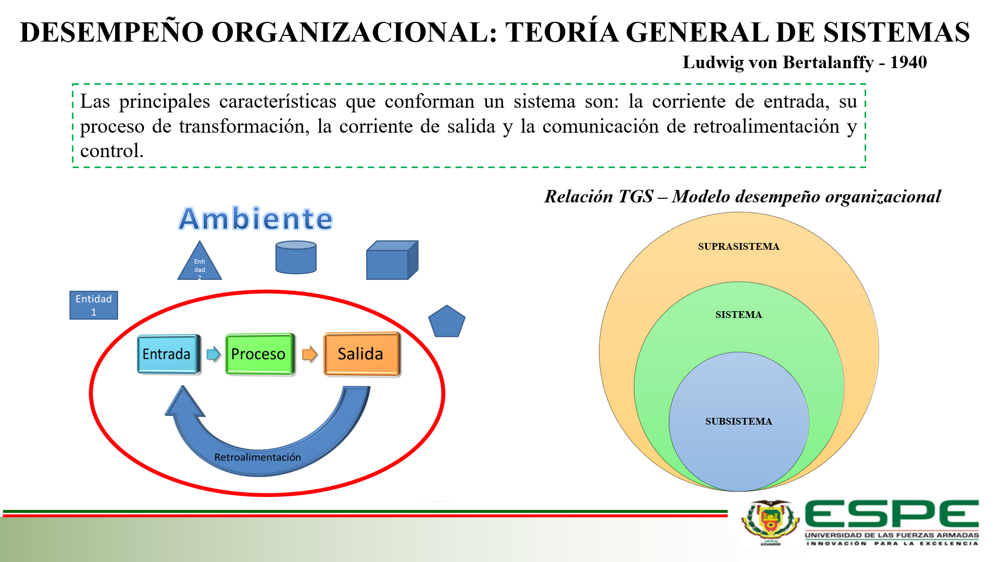 DESEMPEÑO ORGANIZACIONAL: TEORÍA GENERAL DE SISTEMAS
Ludwig von Bertalanffy - 1940
Las principales características que conforman un sistema son: la corriente de entrada, su
proceso de transformación, la corriente de salida y la comunicación de retroalimentación y
control.
Ambiente
Enti
dad
2
Entidad
1
Entrada
Proceso
Salida
Retroalimentación
Relación TGS – Modelo desempeño organizacional
SUPRASISTEMA
SISTEMA
SUBSISTEMA
ECUADOR
ESPE
UNIVERSIDAD DE LAS FUERZAS ARMADAS
INNOVACIÓN PARA LA EXCELENCIA